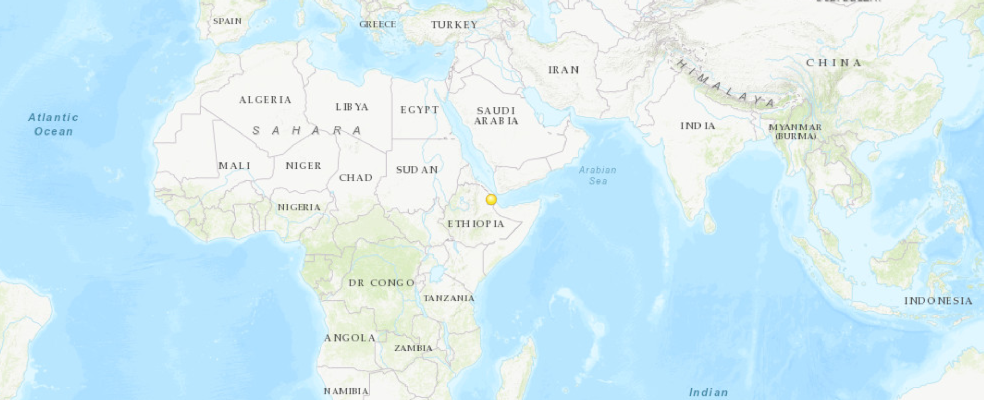 SPAIN
GREECE
TURKEY
CHINA
HIMALAYA
IRAN
ALGERIA
LIBYA
EGYPT
SAUDI
ARABIA
Atlantic
Ocean
SAHARA
INDIA
MYANMAR
(BURMA)
MALI
NIGER
CHAD
SUDAN
Arabian
Sea
NIGERIA
ETHIOPIA
DR CONGO
TANZANIA
INDONESIA
ANGOLA
ZAMBIA
NAMIBIA
Indian